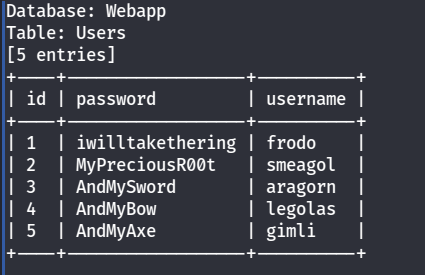 Database: Webapp
Table: Users
[5 entries]
+----+-----------------+----------+
| id | password        | username |
+----+-----------------+----------+
| 1  | iwilltakethering | frodo    |
| 2  | MyPreciousR00t  | smeagol  |
| 3  | AndMySword      | aragorn  |
| 4  | AndMyBow        | legolas  |
| 5  | AndMyAxe        | gimli    |
+----+-----------------+----------+